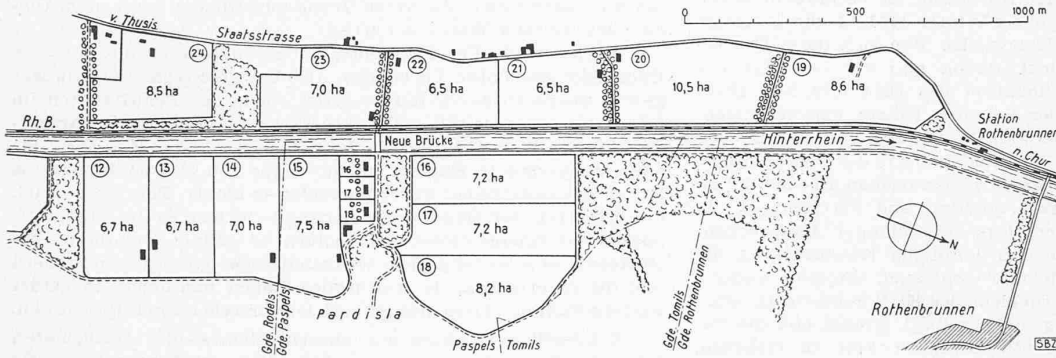 0 500 1000 m
v. Thusis
Staatsstrasse
24 23 22 21 20 19
8,5 ha 7,0 ha 6,5 ha 6,5 ha 10,5 ha 8,6 ha
Station
Rothenbrunnen
Rh. B.
Neue Brücke
Hinterrhein
n. Chur
12 13 14 15 16 16
17
18
7,2 ha
17
6,7 ha 6,7 ha 7,0 ha 7,5 ha 7,2 ha
18
8,2 ha
N
Pardisla
Gde. Rodels
Gde. Paspels
Paspels Tomils
Gde. Tomils
Gde. Rothenbrunnen
Rothenbrunnen
SBZ